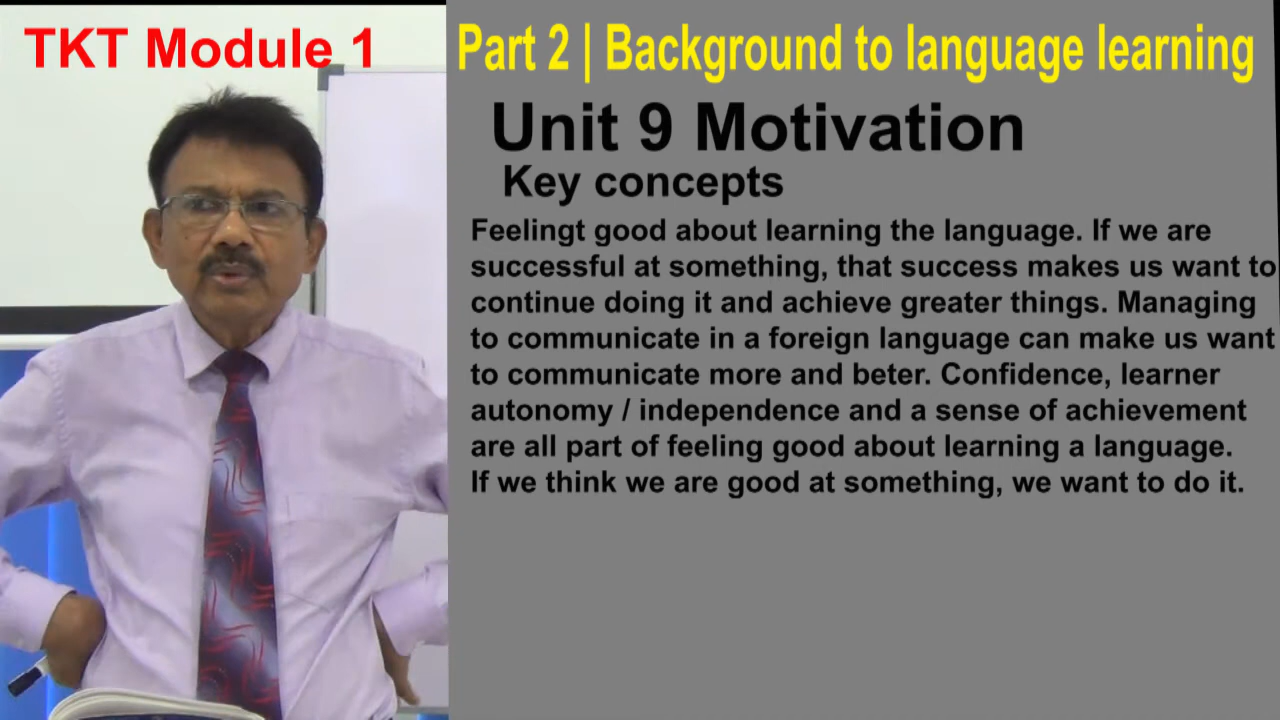 TKT Module 1
Part 2 | Background to language learning
Unit 9 Motivation
Key concepts
Feelingt good about learning the language. If we are
successful at something, that success makes us want to
continue doing it and achieve greater things. Managing
to communicate in a foreign language can make us want
to communicate more and beter. Confidence, learner
autonomy / independence and a sense of achievement
are all part of feeling good about learning a language.
If we think we are good at something, we want to do it.